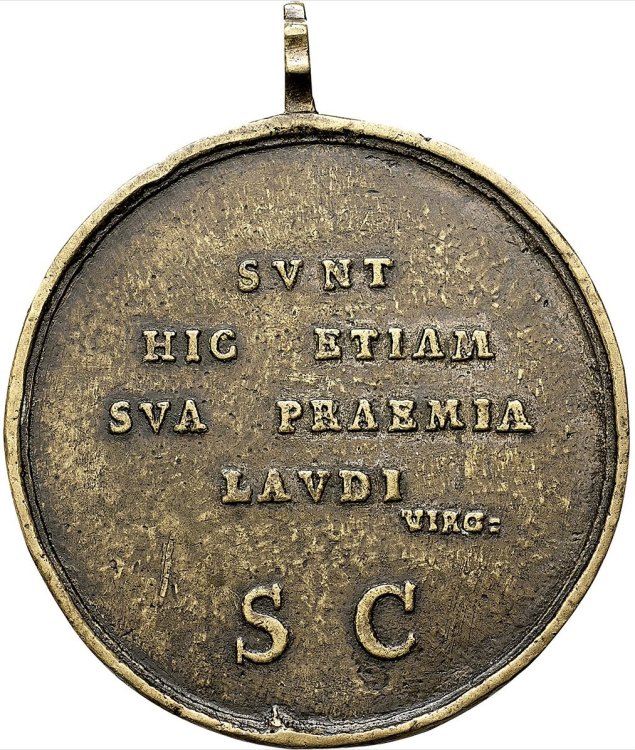 SVNT
HIC ETIAM
SVA PRAEMIA
LAVDI
VIRG:
S C